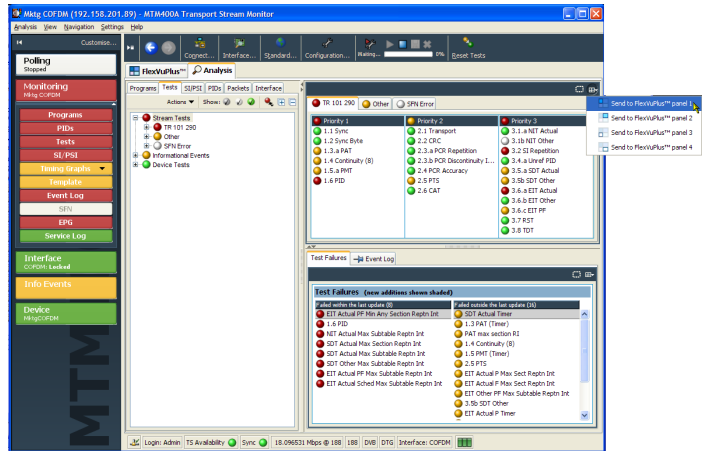 Mktg COFDM (192.158.201.89) - MTM400A Transport Stream Monitor
Analysis View Navigation Settings Help
Customise...
Connect... Interface... Standard... Configuration... Waiting... 0% Reset Tests
Polling
Stopped
FlexVuPlus™ Analysis
Monitoring
Mktg COFDM
Programs
PIDs
Tests
SI/PSI
Timing Graphs
Template
Event Log
SFN
EPG
Service Log
Interface
COFDM: Locked
Info Events
Device
MktgCOFDM
MTM
Programs Tests SI/PSI PIDs Packets Interface
Actions Show:
Stream Tests
TR 101 290
Other
SFN Error
Informational Events
Device Tests
TR 101 290 Other SFN Error
Priority 1
1.1 Sync
1.2 Sync Byte
1.3.a PAT
1.4 Continuity (8)
1.5.a PMT
1.6 PID
Priority 2
2.1 Transport
2.2 CRC
2.3.a PCR Repetition
2.3.b PCR Discontinuity I...
2.4 PCR Accuracy
2.5 PTS
2.6 CAT
Priority 3
3.1.a NIT Actual
3.1b NIT Other
3.2 SI Repetition
3.4.a Unref PID
3.5.a SDT Actual
3.5b SDT Other
3.6.a EIT Actual
3.6.b EIT Other
3.6.c EIT PF
3.7 RST
3.8 TDT
Send to FlexVuPlus™ panel 1
Send to FlexVuPlus™ panel 2
Send to FlexVuPlus™ panel 3
Send to FlexVuPlus™ panel 4
Test Failures Event Log
Test Failures (new additions shown shaded)
Failed within the last update (8)
EIT Actual PF Min Any Section Reptn Int
1.6 PID
NIT Actual Max Subtable Reptn Int
SDT Actual Max Section Reptn Int
SDT Actual Max Subtable Reptn Int
SDT Other Max Subtable Reptn Int
EIT Actual PF Max Subtable Reptn Int
EIT Actual Sched Max Subtable Reptn Int
Failed outside the last update (16)
SDT Actual Timer
1.3 PAT (Timer)
PAT max section RI
1.4 Continuity (8)
1.5 PMT (Timer)
2.5 PTS
EIT Actual P Max Sect Reptn Int
EIT Actual F Max Sect Reptn Int
EIT Other PF Max Subtable Reptn Int
3.5b SDT Other
EIT Actual P Timer
Login: Admin TS Availability Sync 18.096531 Mbps @ 188 188 DVB DTG Interface: COFDM